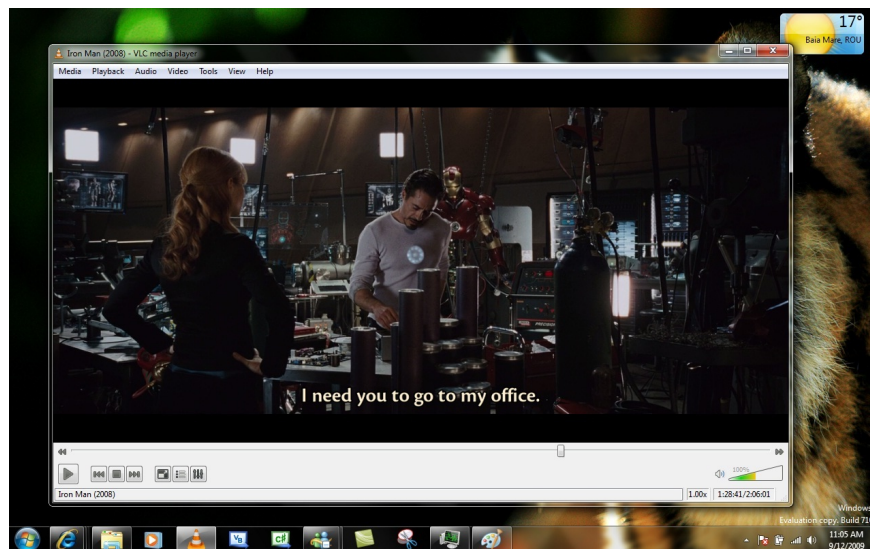 17°
Baia Mare, ROU
Iron Man (2008) - VLC media player
Media Playback Audio Video Tools View Help
I need you to go to my office.
100%
Iron Man (2008)
1.00x
1:28:41/2:06:01
Windows
Evaluation copy. Build 710
VB
C#
11:05 AM
9/12/2009